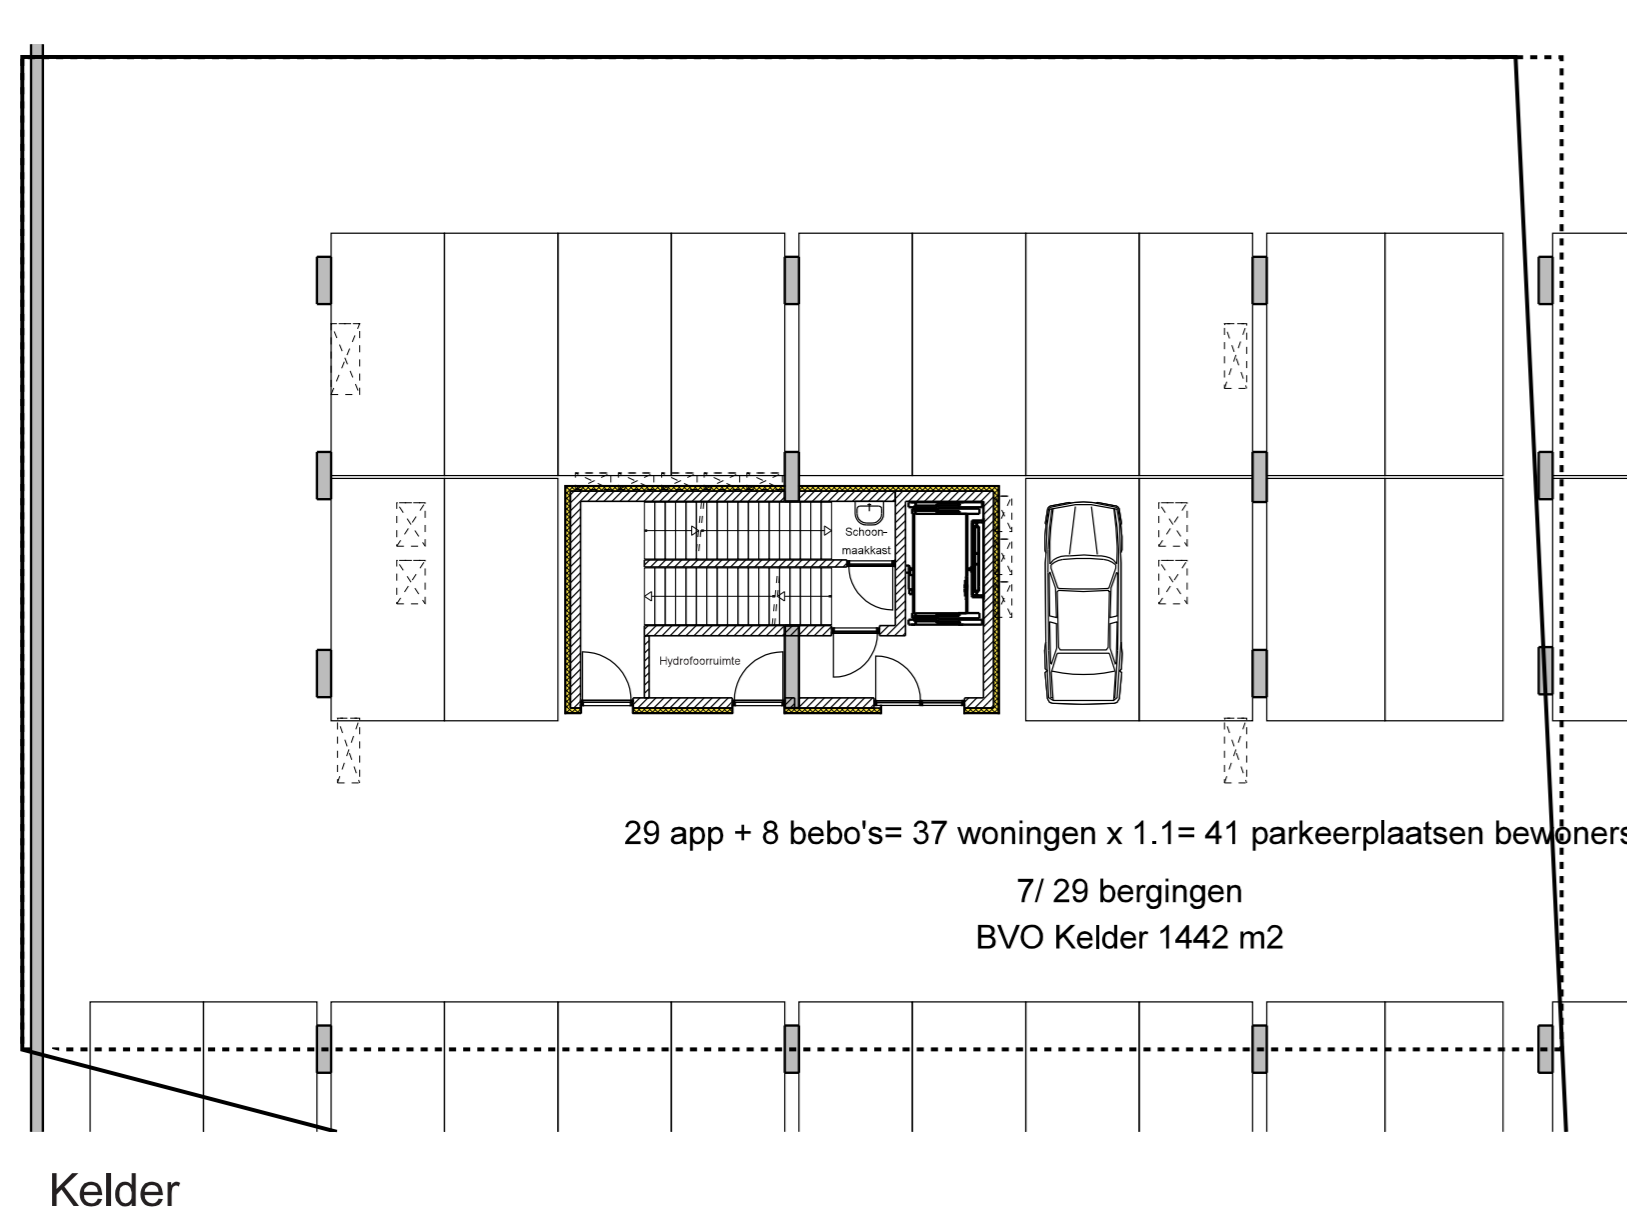 Schoon-
maakkast
Hydrofoorruimte
29 app + 8 bebo's= 37 woningen x 1.1= 41 parkeerplaatsen bewoners
7/ 29 bergingen
BVO Kelder 1442 m2
Kelder